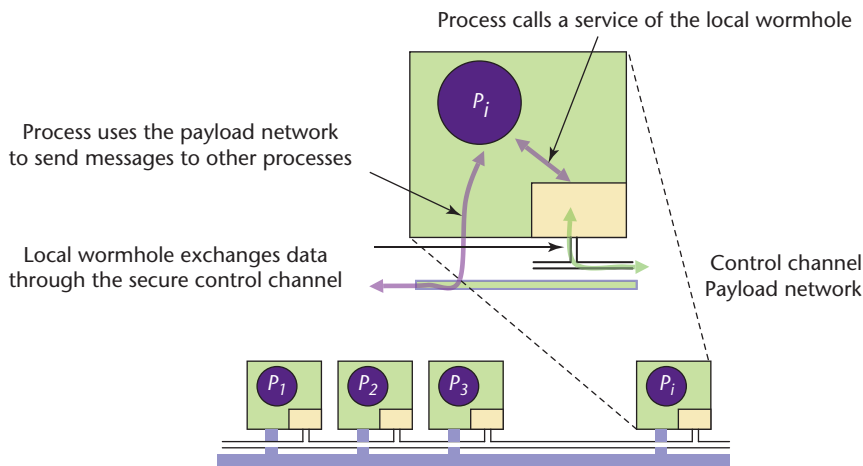 Process calls a service of the local wormhole
Pi
Process uses the payload network
to send messages to other processes
Local wormhole exchanges data
through the secure control channel
Control channel
Payload network
P1
P2
P3
Pi